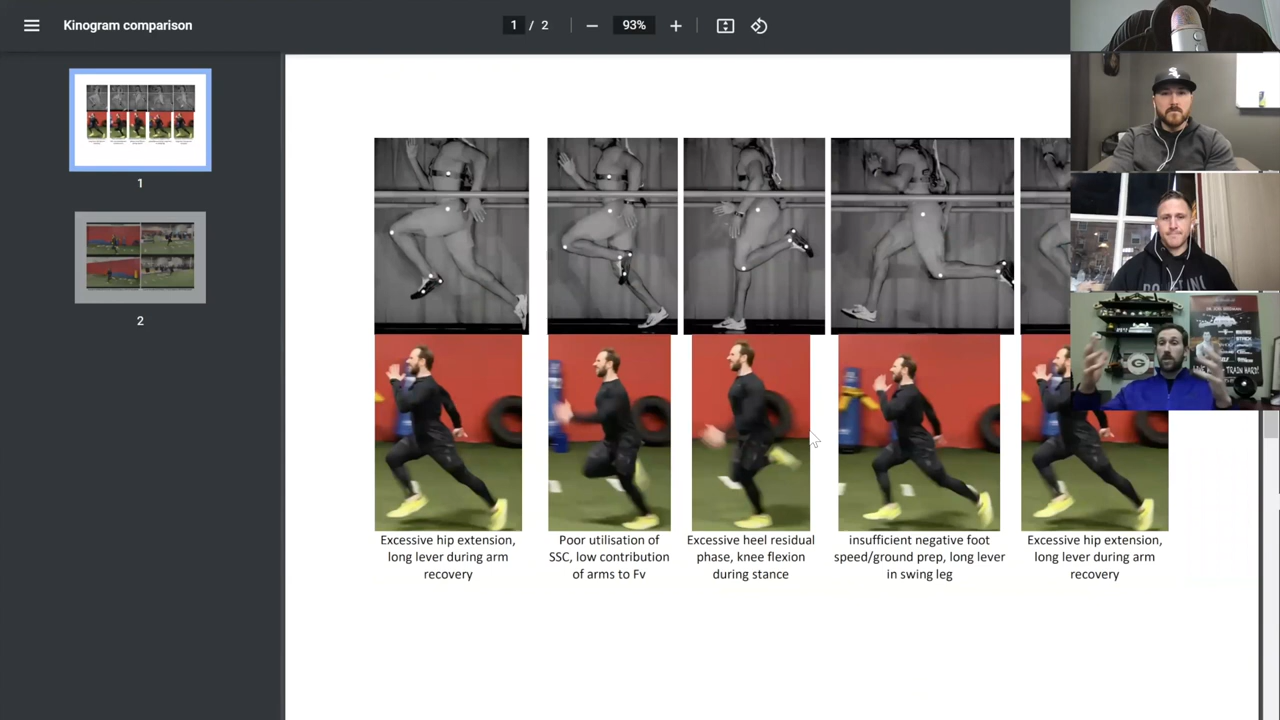 Kinogram comparison
1 / 2
93%
1
2
Excessive hip extension,
long lever during arm
recovery
Poor utilisation of
SSC, low contribution
of arms to Fv
Excessive heel residual
phase, knee flexion
during stance
insufficient negative foot
speed/ground prep, long lever
in swing leg
Excessive hip extension,
long lever during arm
recovery